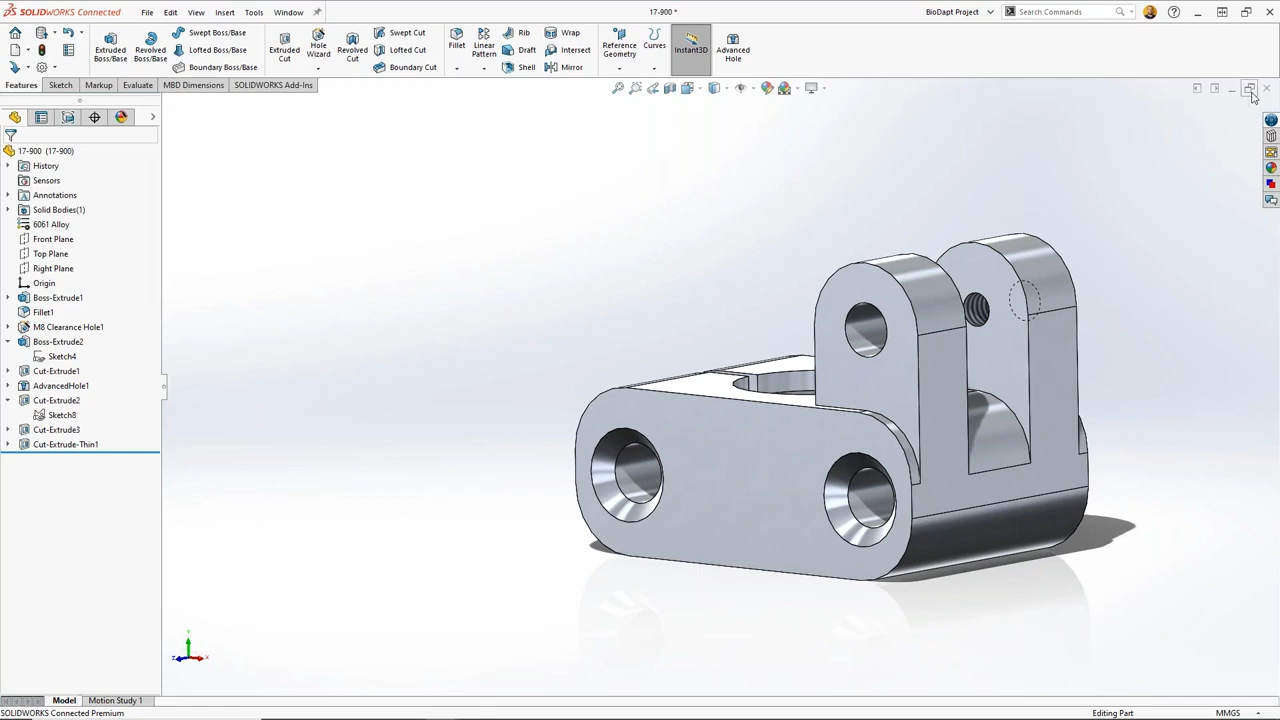 SOLIDWORKS Connected
File Edit View Insert Tools Window
17-900 *
BioDapt Project
Search Commands
Extruded Boss/Base
Revolved Boss/Base
Swept Boss/Base
Lofted Boss/Base
Boundary Boss/Base
Extruded Cut
Hole Wizard
Revolved Cut
Swept Cut
Lofted Cut
Boundary Cut
Fillet
Linear Pattern
Rib
Draft
Shell
Wrap
Intersect
Mirror
Reference Geometry
Curves
Instant3D
Advanced Hole
Features Sketch Markup Evaluate MBD Dimensions SOLIDWORKS Add-Ins
17-900 (17-900)
History
Sensors
Annotations
Solid Bodies(1)
6061 Alloy
Front Plane
Top Plane
Right Plane
Origin
Boss-Extrude1
Fillet1
M8 Clearance Hole1
Boss-Extrude2
Sketch4
Cut-Extrude1
AdvancedHole1
Cut-Extrude2
Sketch8
Cut-Extrude3
Cut-Extrude-Thin1
Y
Z X
Model Motion Study 1
SOLIDWORKS Connected Premium
Editing Part
MMGS